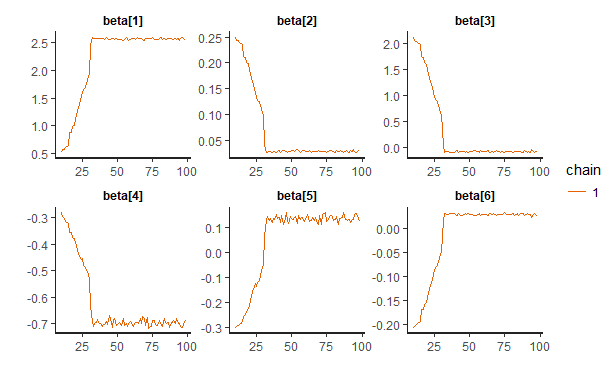 beta[1] beta[2] beta[3]
2.5 2.0 1.5 1.0 0.5
0.25 0.20 0.15 0.10 0.05
2.0 1.5 1.0 0.5 0.0
25 50 75 100 25 50 75 100 25 50 75 100
chain
1
beta[4] beta[5] beta[6]
-0.3 -0.4 -0.5 -0.6 -0.7
0.1 0.0 -0.1 -0.2 -0.3
0.00 -0.05 -0.10 -0.15 -0.20
25 50 75 100 25 50 75 100 25 50 75 100